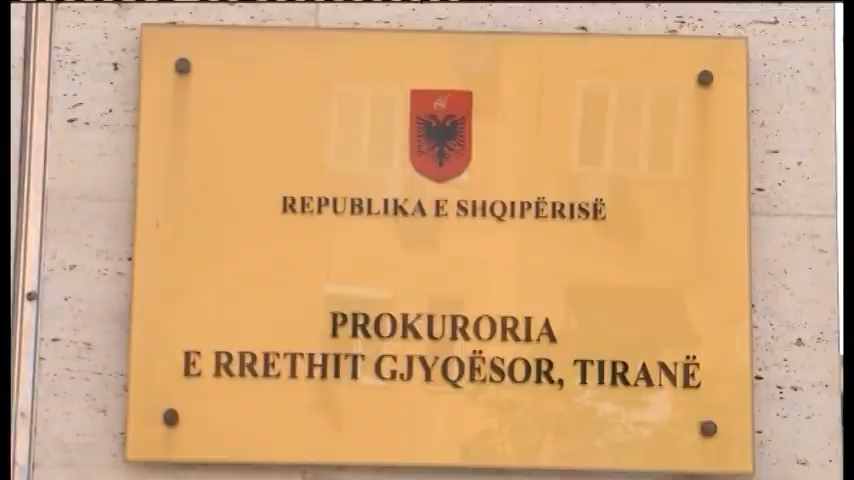 REPUBLIKA E SHQIPËRISË
PROKURORIA
E RRETHIT GJYQËSOR, TIRANË